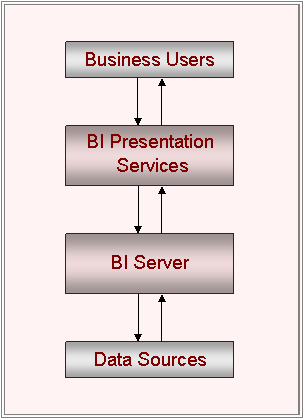 Business Users
BI Presentation
Services
BI Server
Data Sources